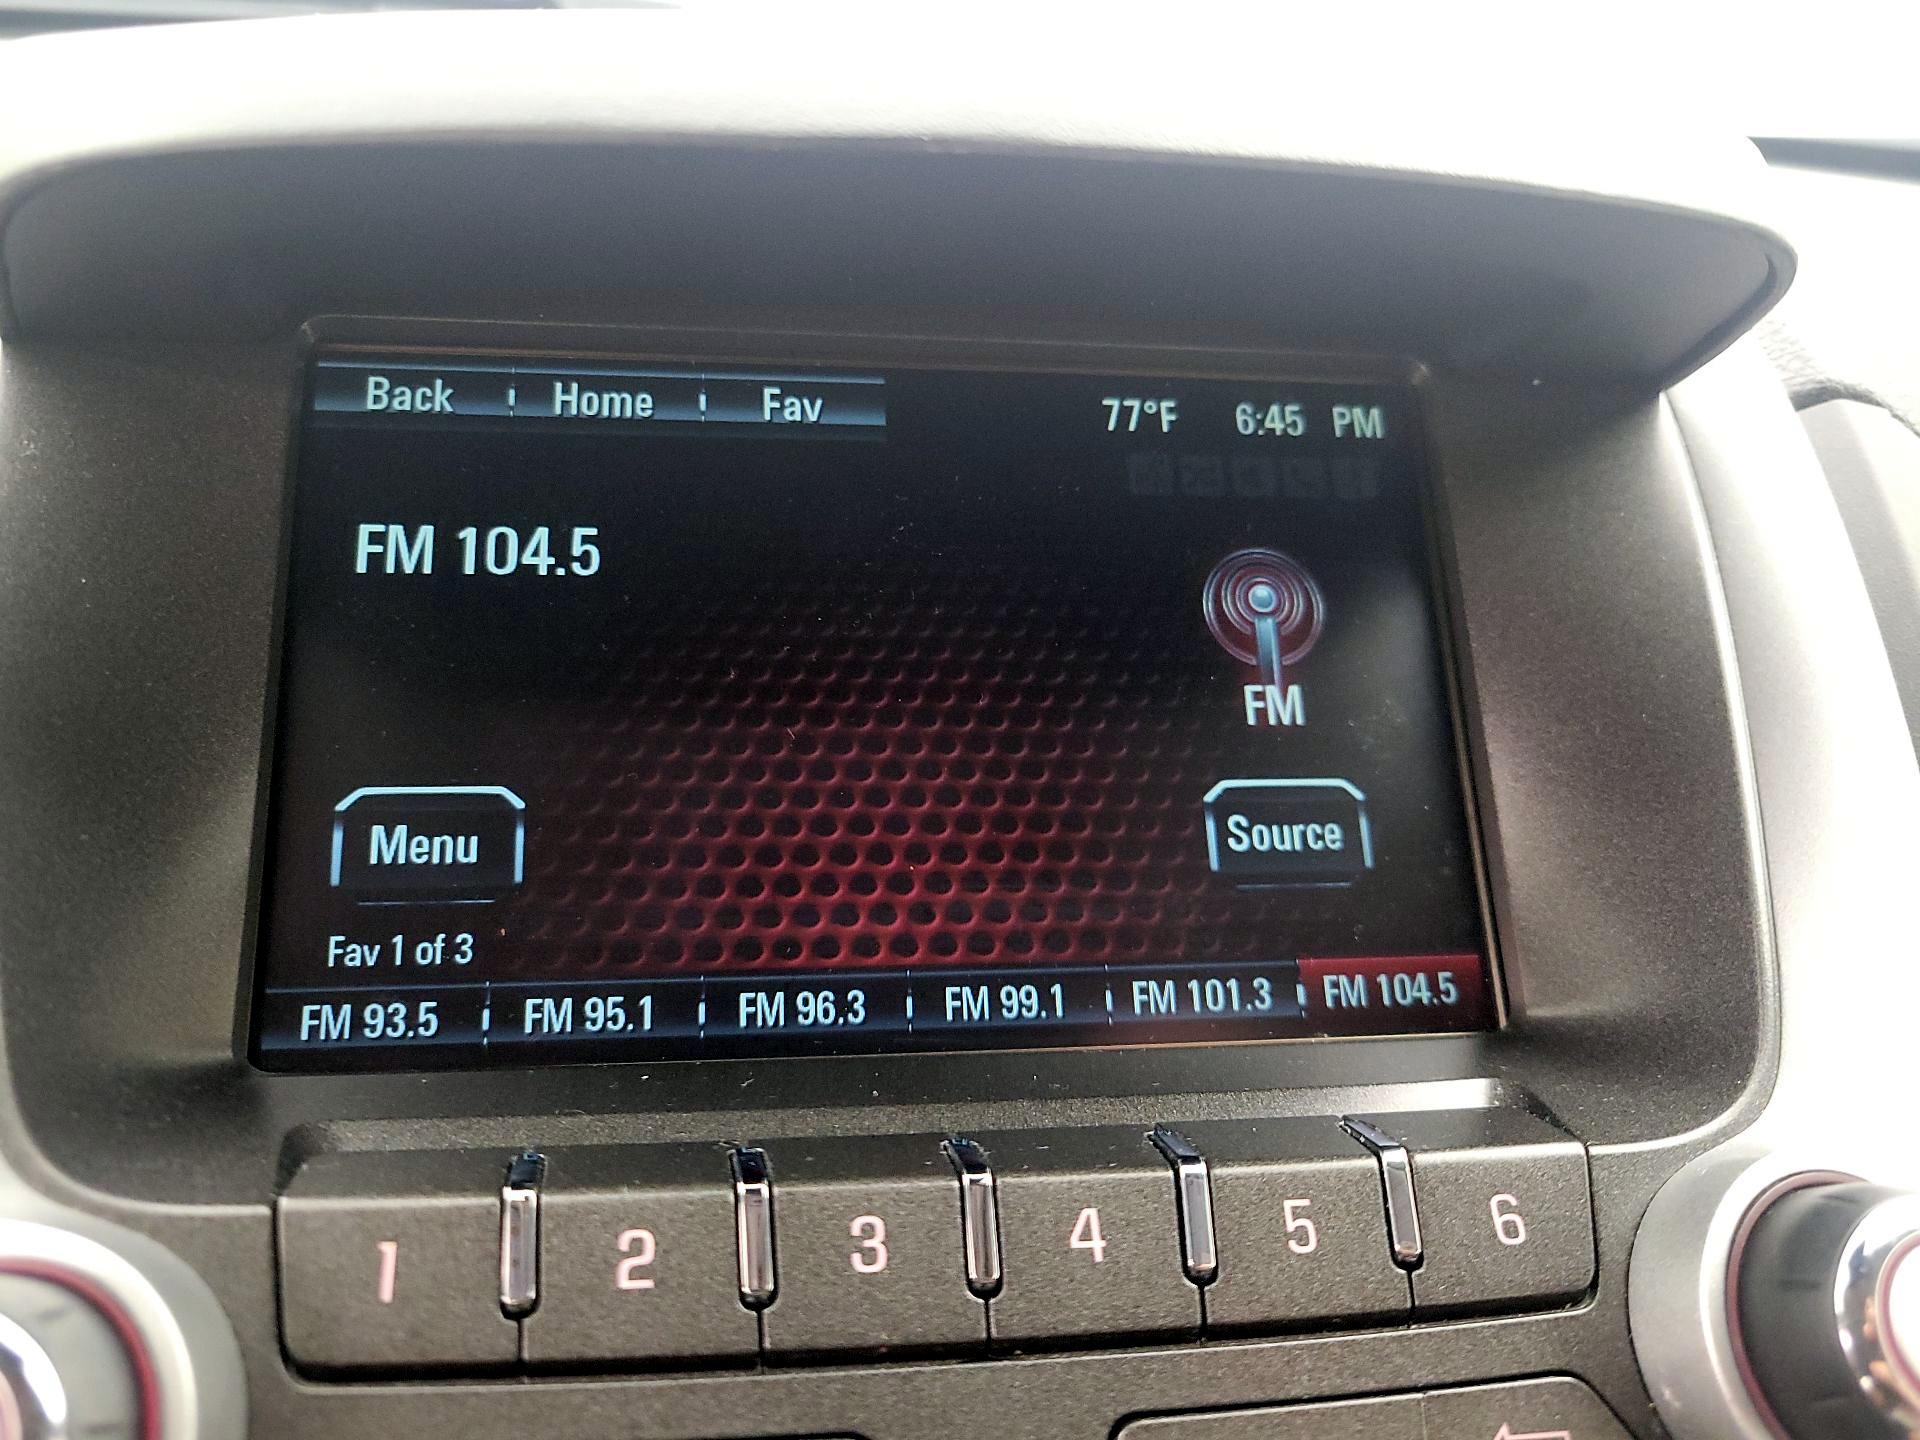 Back Home Fav 77°F 6:45 PM
FM 104.5
FM
Menu Source
Fav 1 of 3
FM 93.5 FM 95.1 FM 96.3 FM 99.1 FM 101.3 FM 104.5
1 2 3 4 5 6